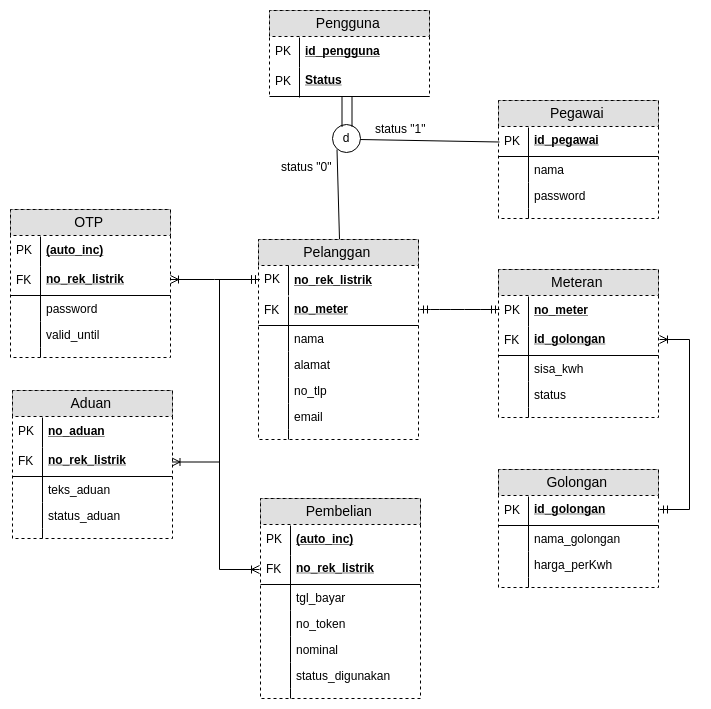 Pengguna
PK id_pengguna
PK Status
d
status "1"
status "0"
Pegawai
PK id_pegawai
nama
password
OTP
PK (auto_inc)
FK no_rek_listrik
password
valid_until
Pelanggan
PK no_rek_listrik
FK no_meter
nama
alamat
no_tlp
email
Meteran
PK no_meter
FK id_golongan
sisa_kwh
status
Aduan
PK no_aduan
FK no_rek_listrik
teks_aduan
status_aduan
Pembelian
PK (auto_inc)
FK no_rek_listrik
tgl_bayar
no_token
nominal
status_digunakan
Golongan
PK id_golongan
nama_golongan
harga_perKwh